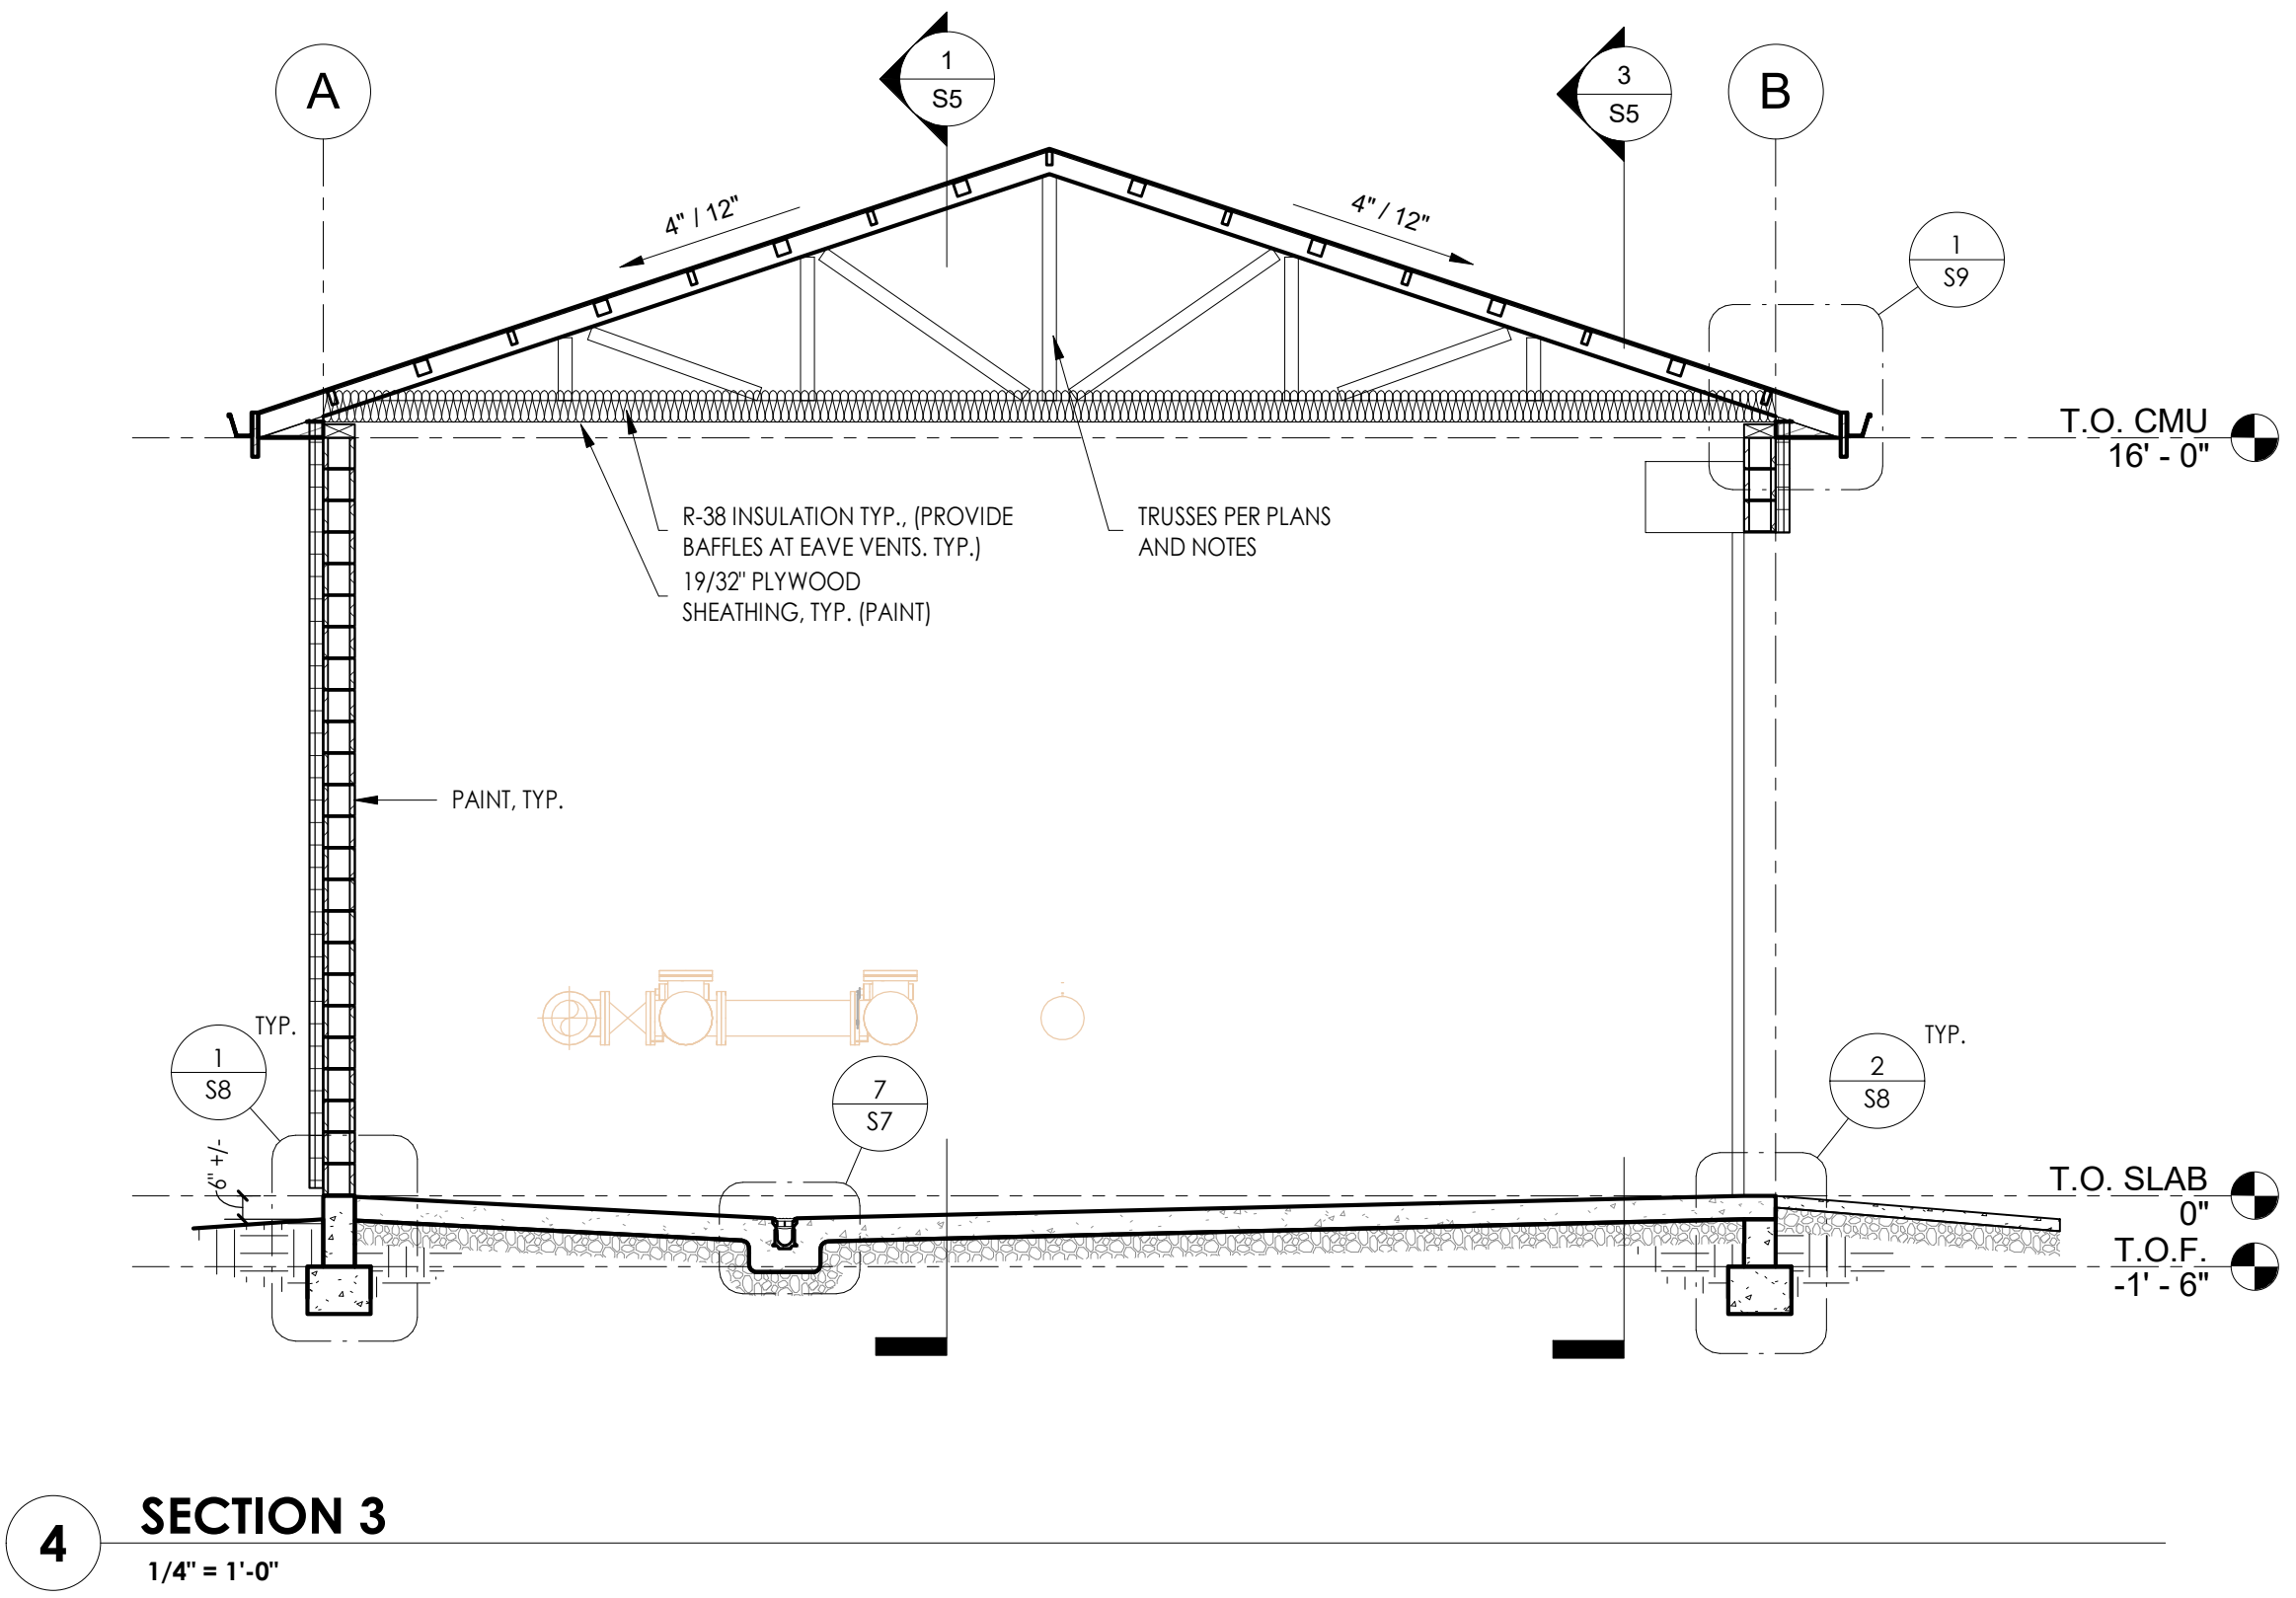 A
1
S5
3
S5
B
4" / 12"
4" / 12"
1
S9
T.O. CMU
16' - 0"
R-38 INSULATION TYP., (PROVIDE
BAFFLES AT EAVE VENTS. TYP.)
19/32" PLYWOOD
SHEATHING, TYP. (PAINT)
TRUSSES PER PLANS
AND NOTES
PAINT, TYP.
TYP.
1
S8
6" +/-
7
S7
TYP.
2
S8
T.O. SLAB
0"
T.O.F.
-1' - 6"
4
SECTION 3
1/4" = 1'-0"